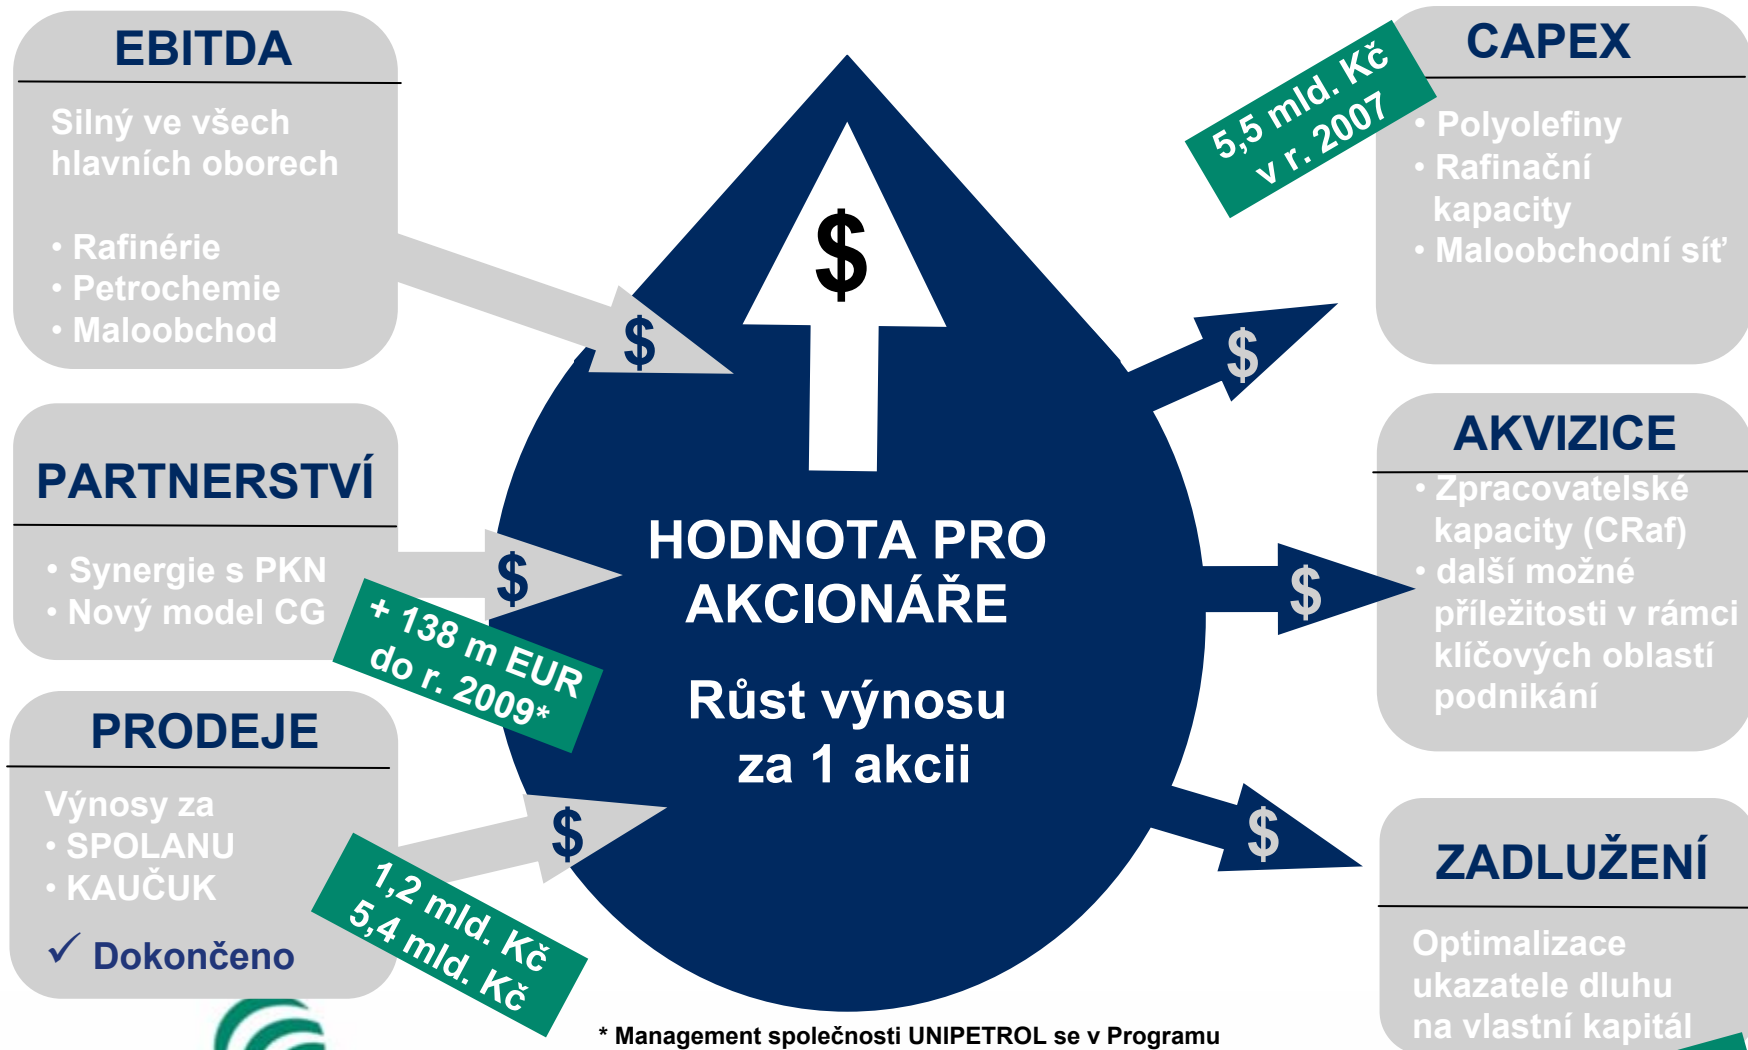 EBITDA
Silný ve všech
hlavních oborech
• Rafinérie
• Petrochemie
• Maloobchod
$
PARTNERSTVÍ
• Synergie s PKN
• Nový model CG
$
+ 138 m EUR
do r. 2009*
PRODEJE
Výnosy za
• SPOLANU
• KAUČUK
✓ Dokončeno
$
1,2 mld. Kč
5,4 mld. Kč
$
HODNOTA PRO
AKCIONÁŘE
Růst výnosu
za 1 akcii
5,5 mld. Kč
v r. 2007
CAPEX
• Polyolefiny
• Rafinační
kapacity
• Maloobchodní síť
$
AKVIZICE
• Zpracovatelské
kapacity (CRaf)
• další možné
příležitosti v rámci
klíčových oblastí
podnikání
$
ZADLUŽENÍ
Optimalizace
ukazatele dluhu
na vlastní kapitál
$
* Management společnosti UNIPETROL se v Programu